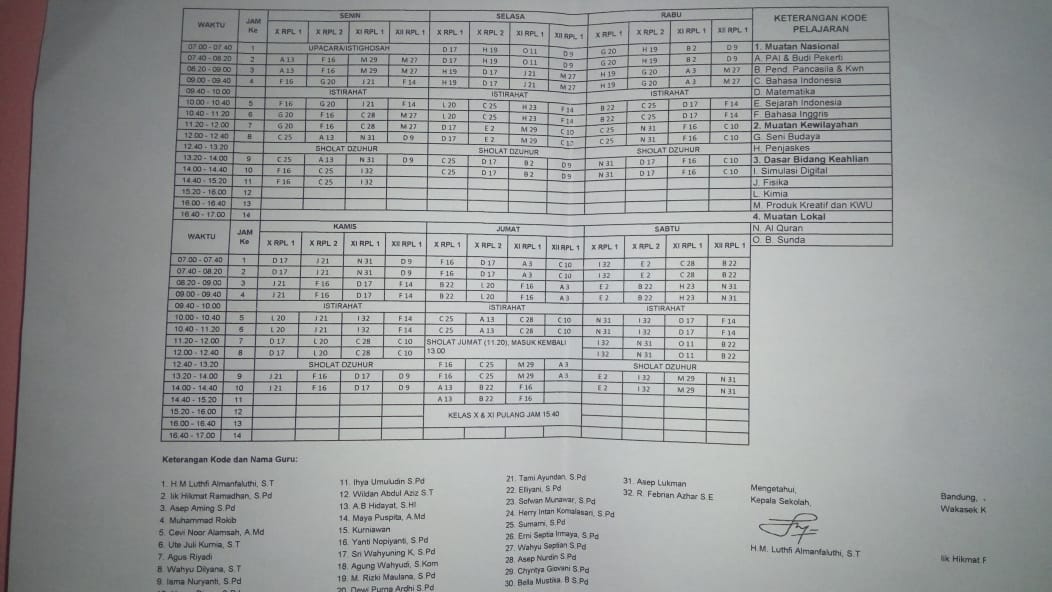 WAKTU JAM Ke SENIN SELASA RABU KETERANGAN KODE PELAJARAN
X RPL 1 X RPL 2 XI RPL 1 XII RPL 1 X RPL 1 X RPL 2 XI RPL 1 XII RPL 1 X RPL 1 X RPL 2 XI RPL 1 XII RPL 1
07.00 - 07.40 1 UPACARA/ISTIGHOSAH D 17 H 19 O 11 D 9 G 20 H 19 B 2 D 9 1. Muatan Nasional
07.40 - 08.20 2 A 13 F 16 M 29 M 27 D 17 H 19 O 11 D 9 G 20 H 19 B 2 D 9 A. PAI & Budi Pekerti
08.20 - 09.00 3 A 13 F 16 M 29 M 27 H 19 D 17 J 21 M 27 H 19 G 20 A 3 M 27 B. Pend. Pancasila & Kwn
09.00 - 09.40 4 F 16 G 20 J 21 F 14 H 19 D 17 J 21 M 27 H 19 G 20 A 3 M 27 C. Bahasa Indonesia
09.40 - 10.00 ISTIRAHAT ISTIRAHAT ISTIRAHAT D. Matematika
10.00 - 10.40 5 F 16 G 20 J 21 F 14 L 20 C 25 H 23 F 14 B 22 C 25 D 17 F 14 E. Sejarah Indonesia
10.40 - 11.20 6 G 20 F 16 C 28 M 27 L 20 C 25 H 23 F 14 B 22 C 25 D 17 F 14 F. Bahasa Inggris
11.20 - 12.00 7 G 20 F 16 C 28 M 27 D 17 E 2 M 29 C 10 C 25 N 31 F 16 C 10 2. Muatan Kewilayahan
12.00 - 12.40 8 C 25 A 13 N 31 D 9 D 17 E 2 M 29 C 10 C 25 N 31 F 16 C 10 G. Seni Budaya
12.40 - 13.20 SHOLAT DZUHUR SHOLAT DZUHUR SHOLAT DZUHUR H. Penjaskes
13.20 - 14.00 9 C 25 A 13 N 31 D 9 C 25 D 17 B 2 D 9 N 31 D 17 F 16 C 10 3. Dasar Bidang Keahlian
14.00 - 14.40 10 F 16 C 25 I 32 C 25 D 17 B 2 D 9 N 31 D 17 F 16 C 10 I. Simulasi Digital
14.40 - 15.20 11 F 16 C 25 I 32 J. Fisika
15.20 - 16.00 12 L. Kimia
16.00 - 16.40 13 M. Produk Kreatif dan KWU
16.40 - 17.00 14 4. Muatan Lokal
WAKTU JAM Ke KAMIS JUMAT SABTU N. Al Quran
X RPL 1 X RPL 2 XI RPL 1 XII RPL 1 X RPL 1 X RPL 2 XI RPL 1 XII RPL 1 X RPL 1 X RPL 2 XI RPL 1 XII RPL 1 O. B. Sunda
07.00 - 07.40 1 D 17 J 21 N 31 D 9 F 16 D 17 A 3 C 10 I 32 E 2 C 28 B 22
07.40 - 08.20 2 D 17 J 21 N 31 D 9 F 16 D 17 A 3 C 10 I 32 E 2 C 28 B 22
08.20 - 09.00 3 J 21 F 16 D 17 F 14 B 22 L 20 F 16 A 3 E 2 B 22 H 23 N 31
09.00 - 09.40 4 J 21 F 16 D 17 F 14 B 22 L 20 F 16 A 3 E 2 B 22 H 23 N 31
09.40 - 10.00 ISTIRAHAT ISTIRAHAT ISTIRAHAT
10.00 - 10.40 5 L 20 J 21 I 32 F 14 C 25 A 13 C 28 C 10 N 31 I 32 D 17 F 14
10.40 - 11.20 6 L 20 J 21 I 32 F 14 C 25 A 13 C 28 C 10 N 31 I 32 D 17 F 14
11.20 - 12.00 7 D 17 L 20 C 28 C 10 SHOLAT JUMAT (11.20), MASUK KEMBALI 13.00 I 32 N 31 O 11 B 22
12.00 - 12.40 8 D 17 L 20 C 28 C 10 I 32 N 31 O 11 B 22
12.40 - 13.20 SHOLAT DZUHUR F 16 C 25 M 29 A 3 SHOLAT DZUHUR
13.20 - 14.00 9 J 21 F 16 D 17 D 9 F 16 C 25 M 29 A 3 E 2 I 32 M 29 N 31
14.00 - 14.40 10 J 21 F 16 D 17 D 9 A 13 B 22 F 16 E 2 I 32 M 29 N 31
14.40 - 15.20 11 A 13 B 22 F 16
15.20 - 16.00 12 KELAS X & XI PULANG JAM 15.40
16.00 - 16.40 13
16.40 - 17.00 14
Keterangan Kode dan Nama Guru:
1. H.M Luthfi Almanfaluthi, S.T
2. Iik Hikmat Ramadhan, S.Pd
3. Asep Aming S.Pd
4. Muhammad Rokib
5. Cevi Noor Alamsah, A.Md
6. Ute Juli Kurnia, S.T
7. Agus Riyadi
8. Wahyu Dilyana, S.T
9. Isma Nuryanti, S.Pd
11. Ihya Umuludin S.Pd
12. Wildan Abdul Aziz S.T
13. A.B Hidayat, S.HI
14. Maya Puspita, A.Md
15. Kurniawan
16. Yanti Nopiyanti, S.Pd
17. Sri Wahyuning K, S.Pd
18. Agung Wahyudi, S.Kom
19. M. Rizki Maulana, S.Pd
20. Dewi Purna Ardhi S.Pd
21. Tami Ayundan, S.Pd
22. Elliyani, S.Pd
23. Sofwan Munawar, S.Pd
24. Herry Intan Komalasari, S.Pd
25. Sumarni, S.Pd
26. Erni Septia Irmaya, S.Pd
27. Wahyu Septian S.Pd
28. Asep Nurdin S.Pd
29. Chyntya Giovani S.Pd
30. Bella Mustika. B S.Pd
31. Asep Lukman
32. R. Febrian Azhar S.E
Mengetahui,
Kepala Sekolah,
H.M. Luthfi Almanfaluthi, S.T
Bandung,
Wakasek K
Iik Hikmat F